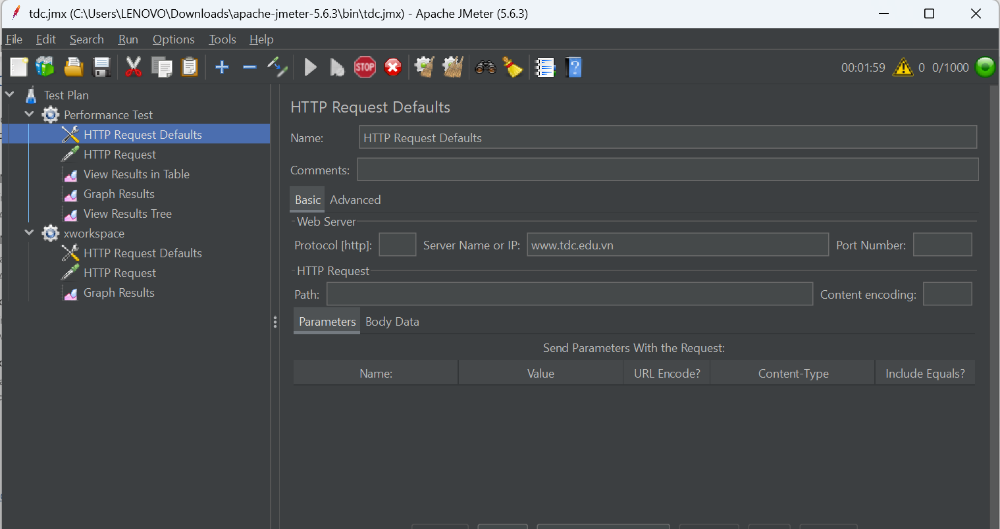 tdc.jmx (C:\Users\LENOVO\Downloads\apache-jmeter-5.6.3\bin\tdc.jmx) - Apache JMeter (5.6.3)
File Edit Search Run Options Tools Help
STOP ? 00:01:59 0 0/1000
Test Plan
Performance Test
HTTP Request Defaults
HTTP Request
View Results in Table
Graph Results
View Results Tree
xworkspace
HTTP Request Defaults
HTTP Request
Graph Results
HTTP Request Defaults
Name: HTTP Request Defaults
Comments:
Basic Advanced
Web Server
Protocol [http]: Server Name or IP: www.tdc.edu.vn Port Number:
HTTP Request
Path: Content encoding:
Parameters Body Data
Send Parameters With the Request:
Name: Value URL Encode? Content-Type Include Equals?